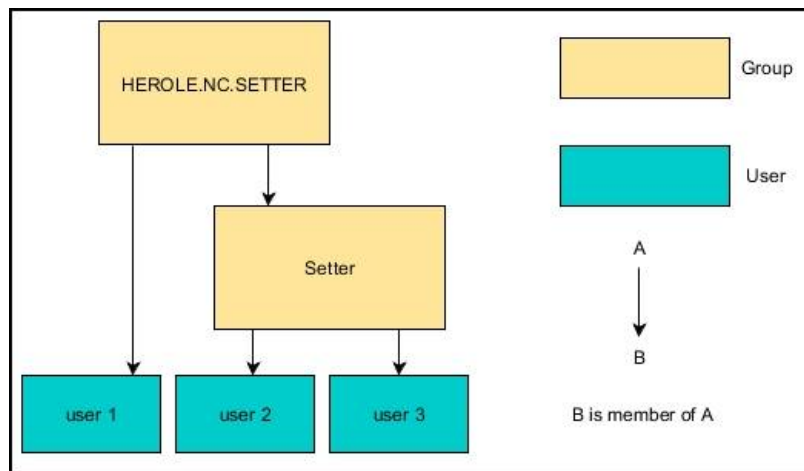 HEROLE.NC.SETTER
Group
User
Setter
A
B
user 1
user 2
user 3
B is member of A